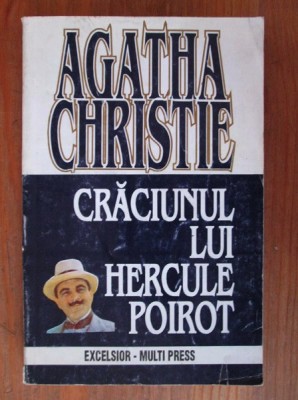 AGATHA
CHRISTIE
CRĂCIUNUL
LUI
HERCULE
POIROT
EXCELSIOR - MULTI PRESS